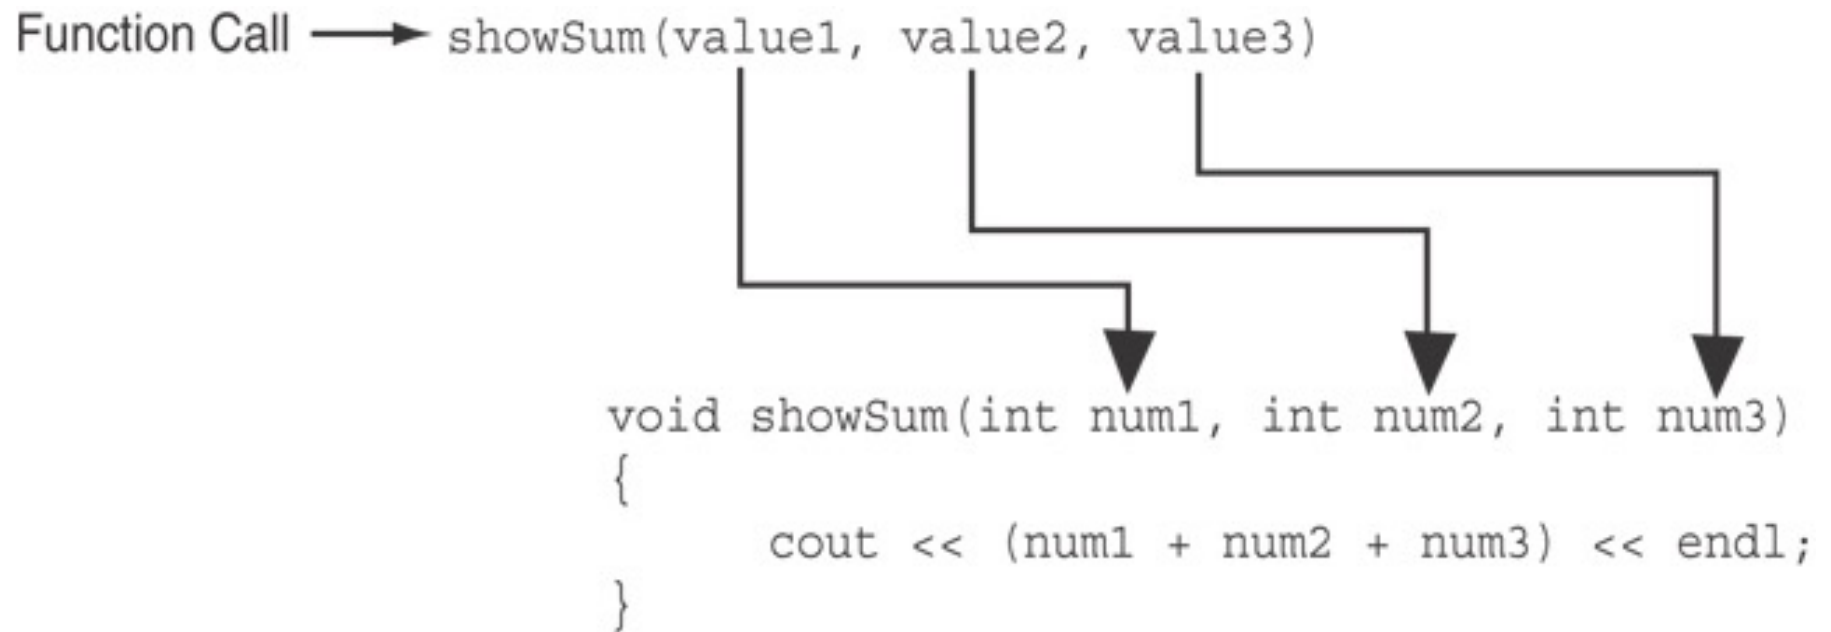 Function Call showSum(value1, value2, value3)
void showSum(int num1, int num2, int num3)
{
cout << (num1 + num2 + num3) << endl;
}